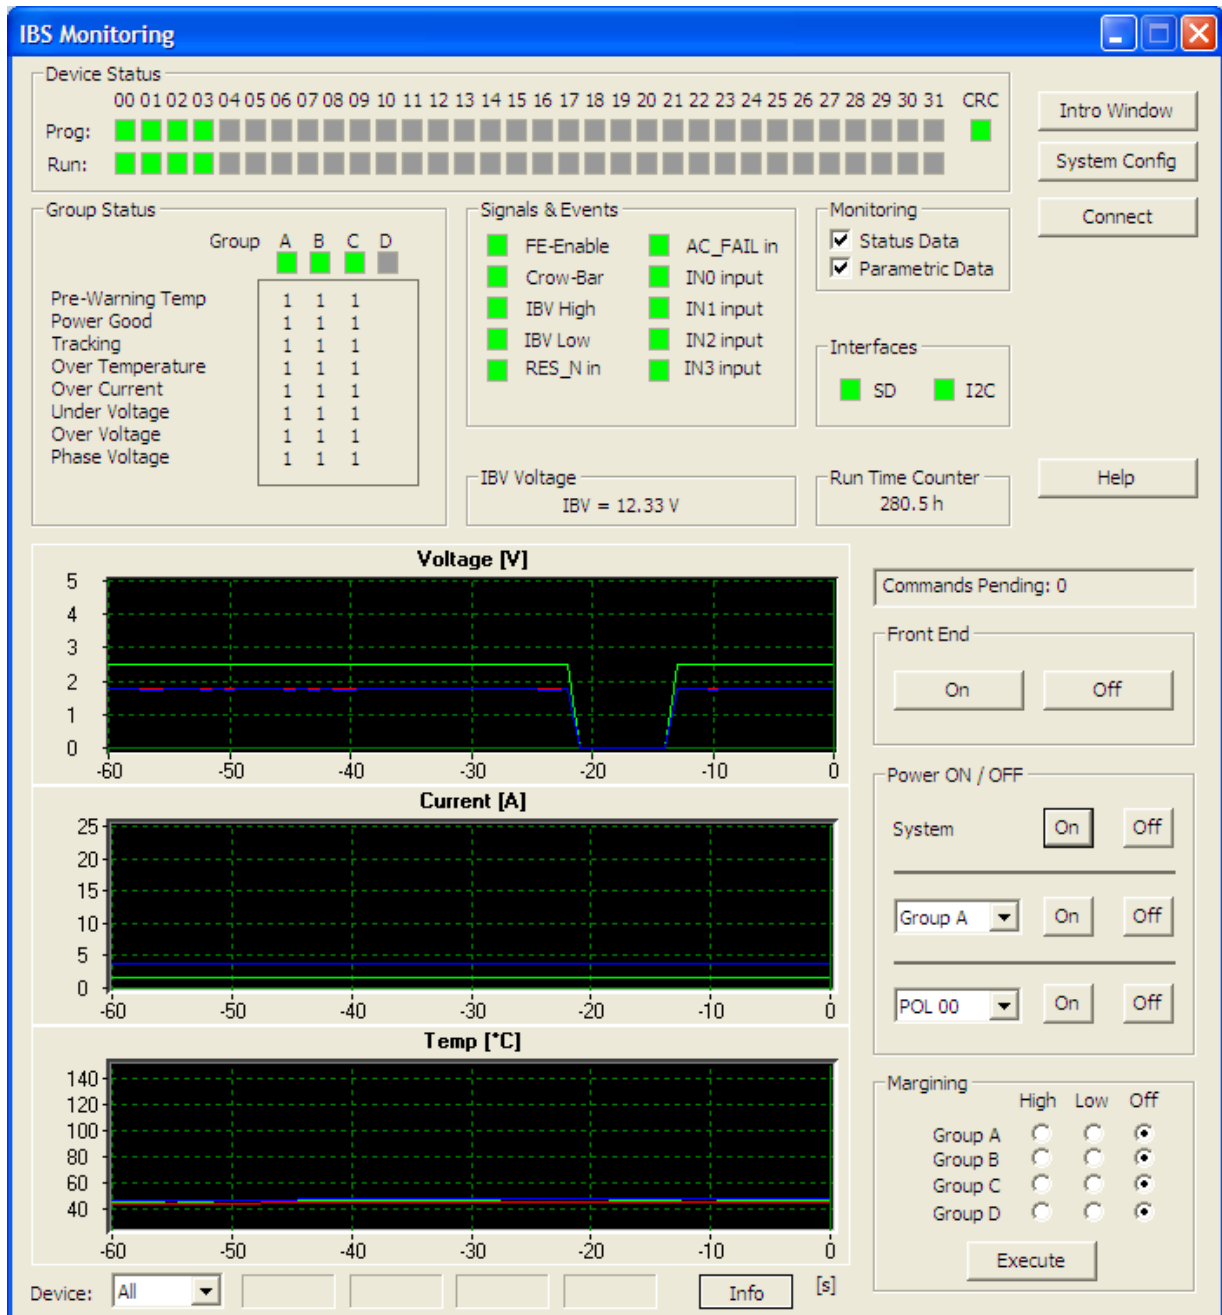 IBS Monitoring
Device Status
00 01 02 03 04 05 06 07 08 09 10 11 12 13 14 15 16 17 18 19 20 21 22 23 24 25 26 27 28 29 30 31 CRC
Prog:
Run:
Intro Window
System Config
Connect
Group Status
Group A B C D
Pre-Warning Temp 1 1 1
Power Good 1 1 1
Tracking 1 1 1
Over Temperature 1 1 1
Over Current 1 1 1
Under Voltage 1 1 1
Over Voltage 1 1 1
Phase Voltage 1 1 1
Signals & Events
FE-Enable AC_FAIL in
Crow-Bar IN0 input
IBV High IN1 input
IBV Low IN2 input
RES_N in IN3 input
Monitoring
Status Data
Parametric Data
Interfaces
SD I2C
IBV Voltage
IBV = 12.33 V
Run Time Counter
280.5 h
Help
Voltage [V]
5
4
3
2
1
0
-60 -50 -40 -30 -20 -10 0
Current [A]
25
20
15
10
5
0
-60 -50 -40 -30 -20 -10 0
Temp [°C]
140
120
100
80
60
40
-60 -50 -40 -30 -20 -10 0
Device: All Info [s]
Commands Pending: 0
Front End
On Off
Power ON / OFF
System On Off
Group A On Off
POL 00 On Off
Margining
High Low Off
Group A
Group B
Group C
Group D
Execute